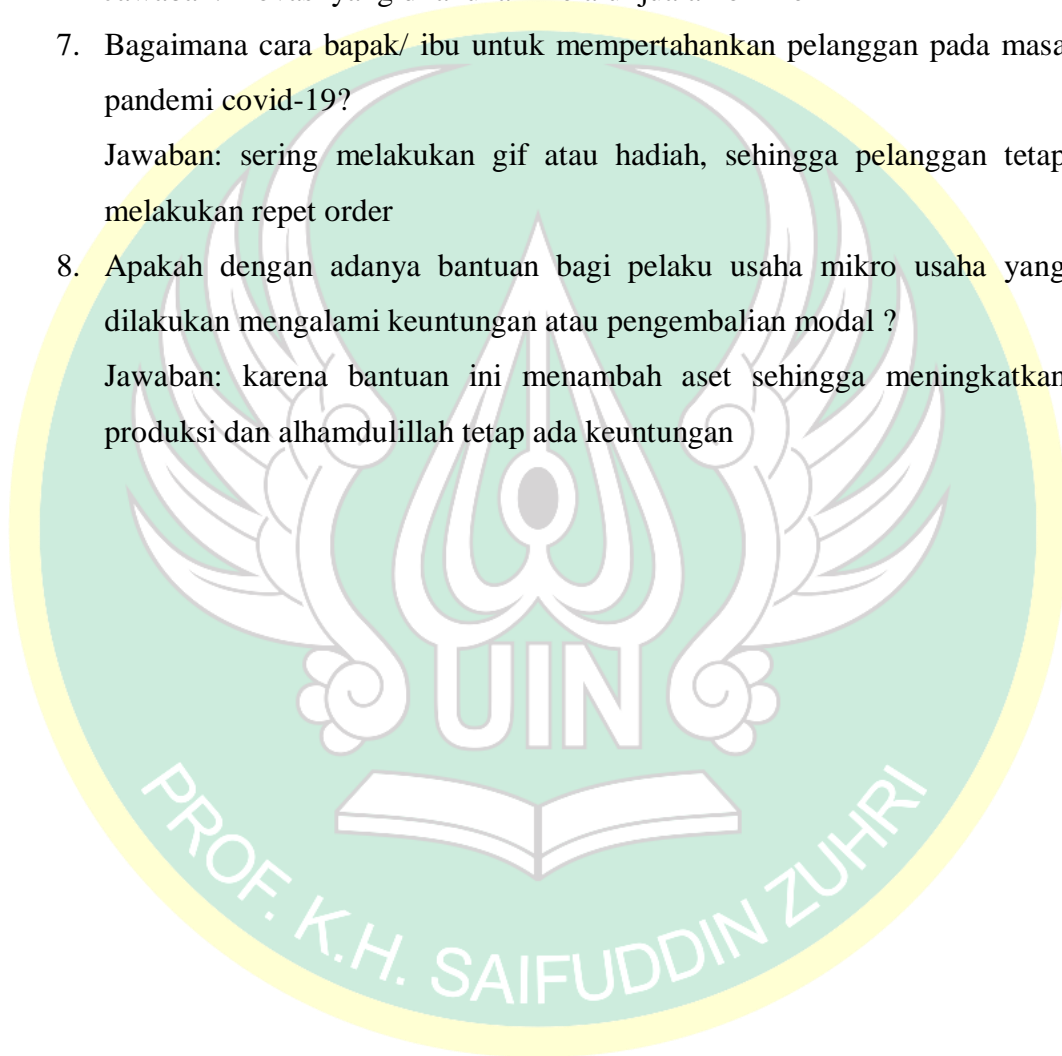 7. Bagaimana cara bapak/ ibu untuk mempertahankan pelanggan pada masa
pandemi covid-19?
Jawaban: sering melakukan gif atau hadiah, sehingga pelanggan tetap
melakukan repet order
8. Apakah dengan adanya bantuan bagi pelaku usaha mikro usaha yang
dilakukan mengalami keuntungan atau pengembalian modal ?
Jawaban: karena bantuan ini menambah aset sehingga meningkatkan
produksi dan alhamdulillah tetap ada keuntungan
UIN
PROF. K.H. SAIFUDDIN ZUHRI